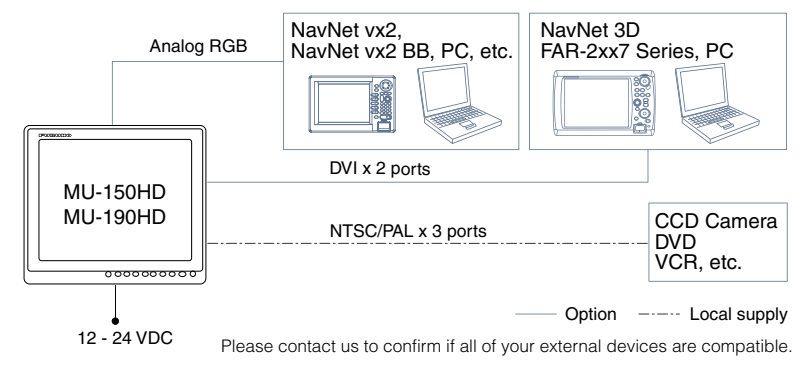 Analog RGB
NavNet vx2,
NavNet vx2 BB, PC, etc.
NavNet 3D
FAR-2xx7 Series, PC
FURUNO
MU-150HD
MU-190HD
DVI x 2 ports
NTSC/PAL x 3 ports
CCD Camera
DVD
VCR, etc.
12 - 24 VDC
Option
Local supply
Please contact us to confirm if all of your external devices are compatible.